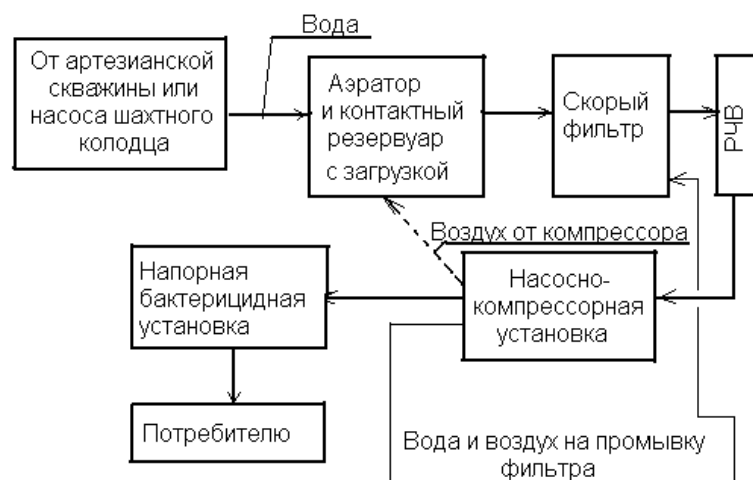 Вода
От артезианской
скважины или
насоса шахтного
колодца
Аэратор
и контактный
резервуар
с загрузкой
Скорый
фильтр
РЧВ
Воздух от компрессора
Напорная
бактерицидная
установка
Насосно-
компрессорная
установка
Потребителю
Вода и воздух на промывку
фильтра